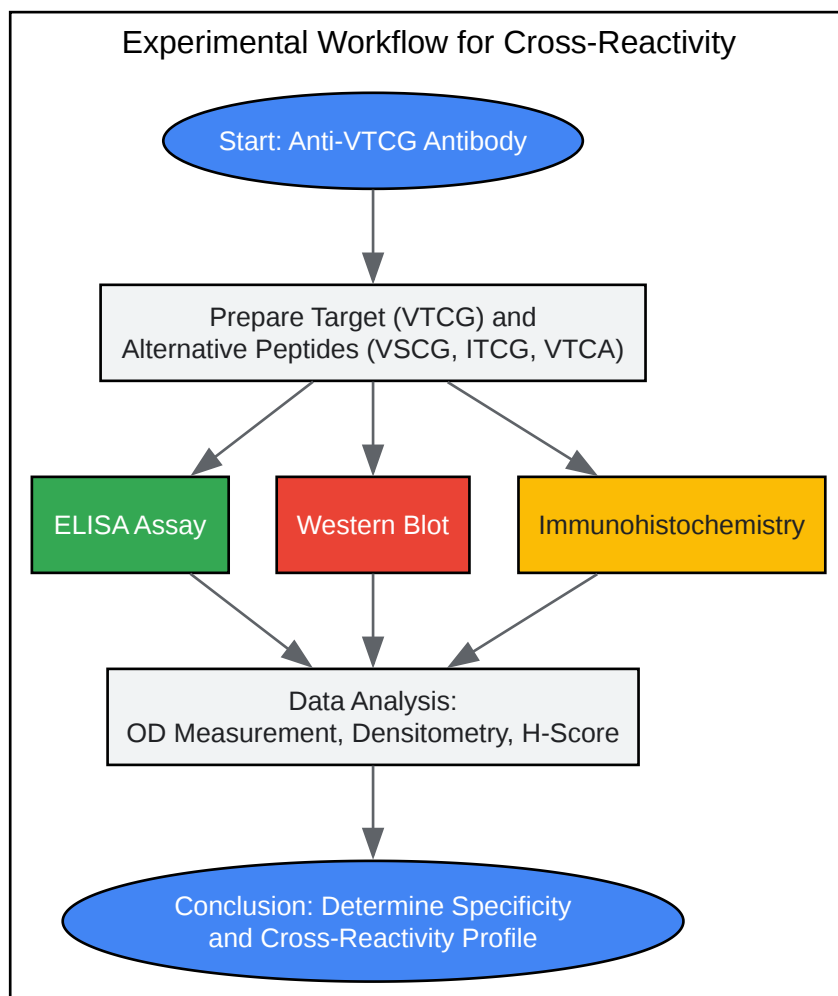 Experimental Workflow for Cross-Reactivity
Start: Anti-VTCG Antibody
Prepare Target (VTCG) and
Alternative Peptides (VSCG, ITCG, VTCA)
ELISA Assay
Western Blot
Immunohistochemistry
Data Analysis:
OD Measurement, Densitometry, H-Score
Conclusion: Determine Specificity
and Cross-Reactivity Profile